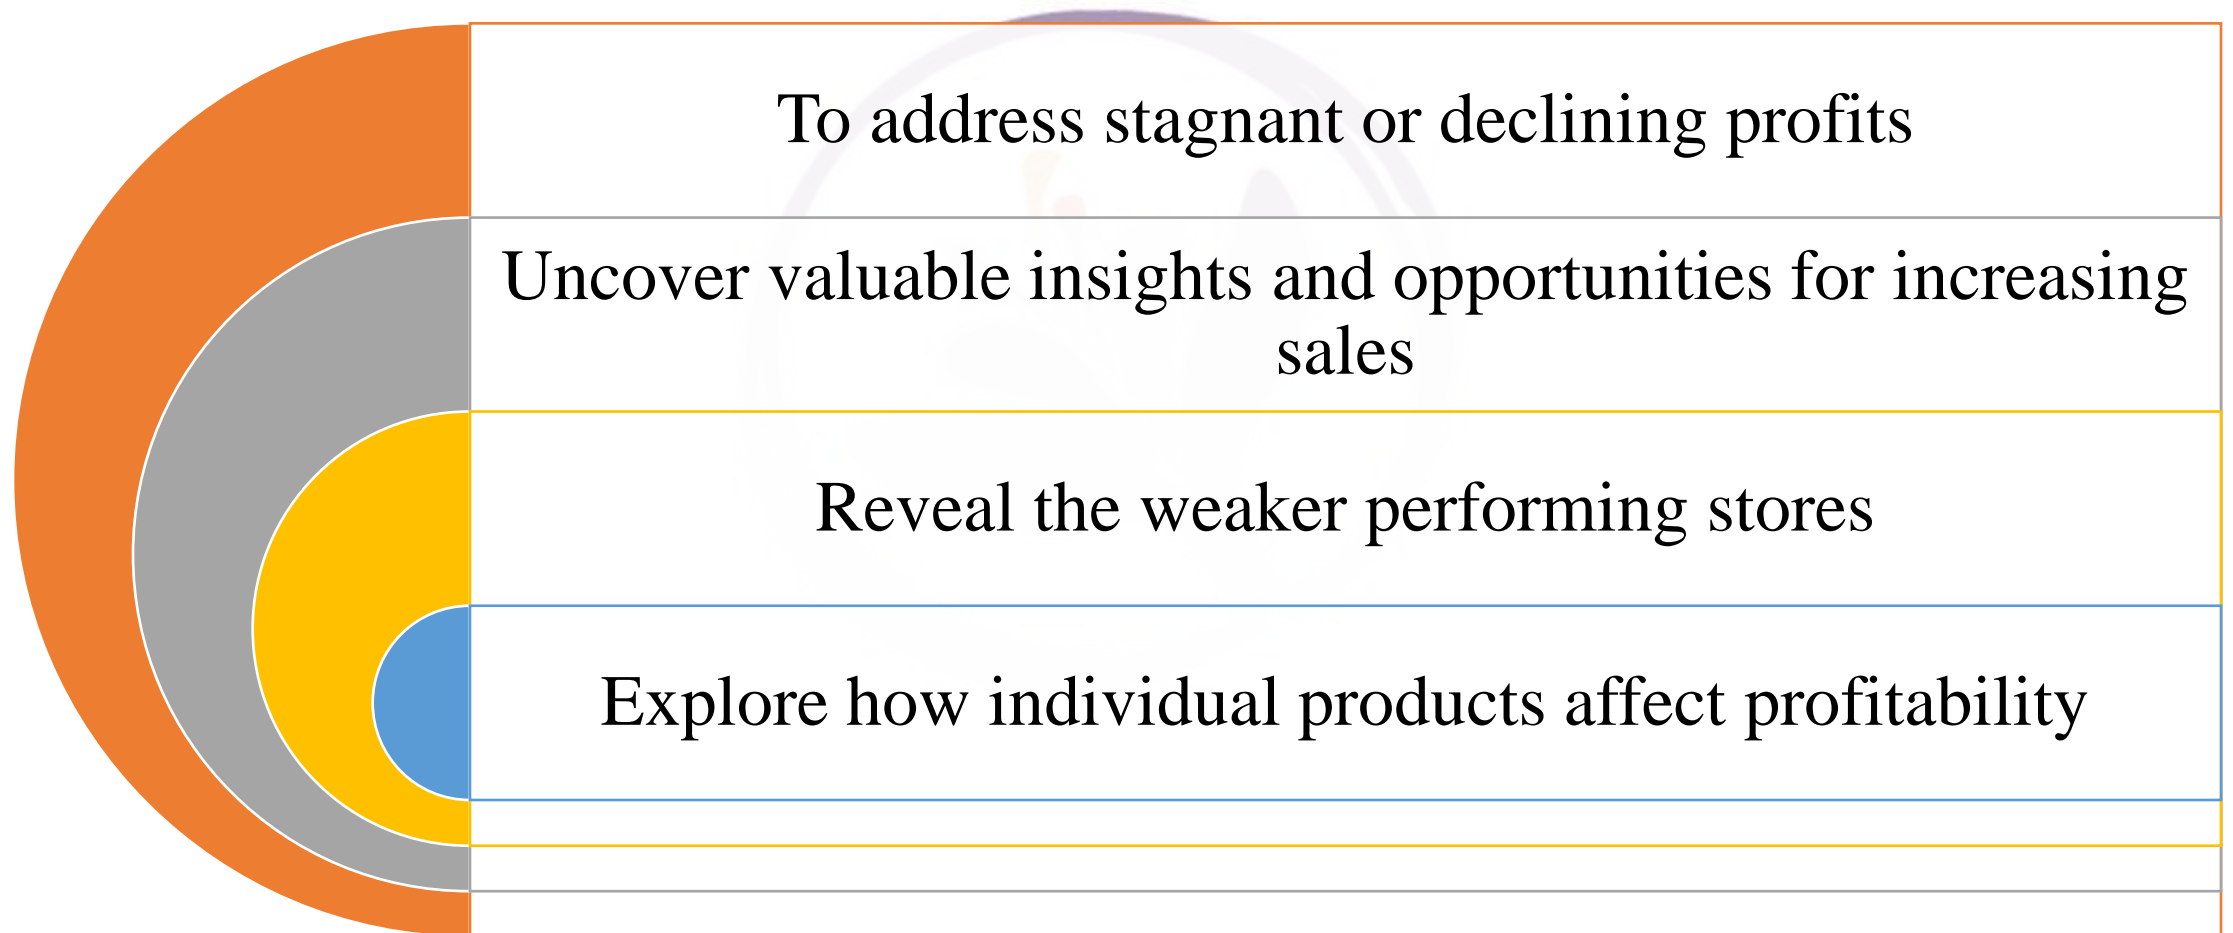 To address stagnant or declining profits
Uncover valuable insights and opportunities for increasing
sales
Reveal the weaker performing stores
Explore how individual products affect profitability